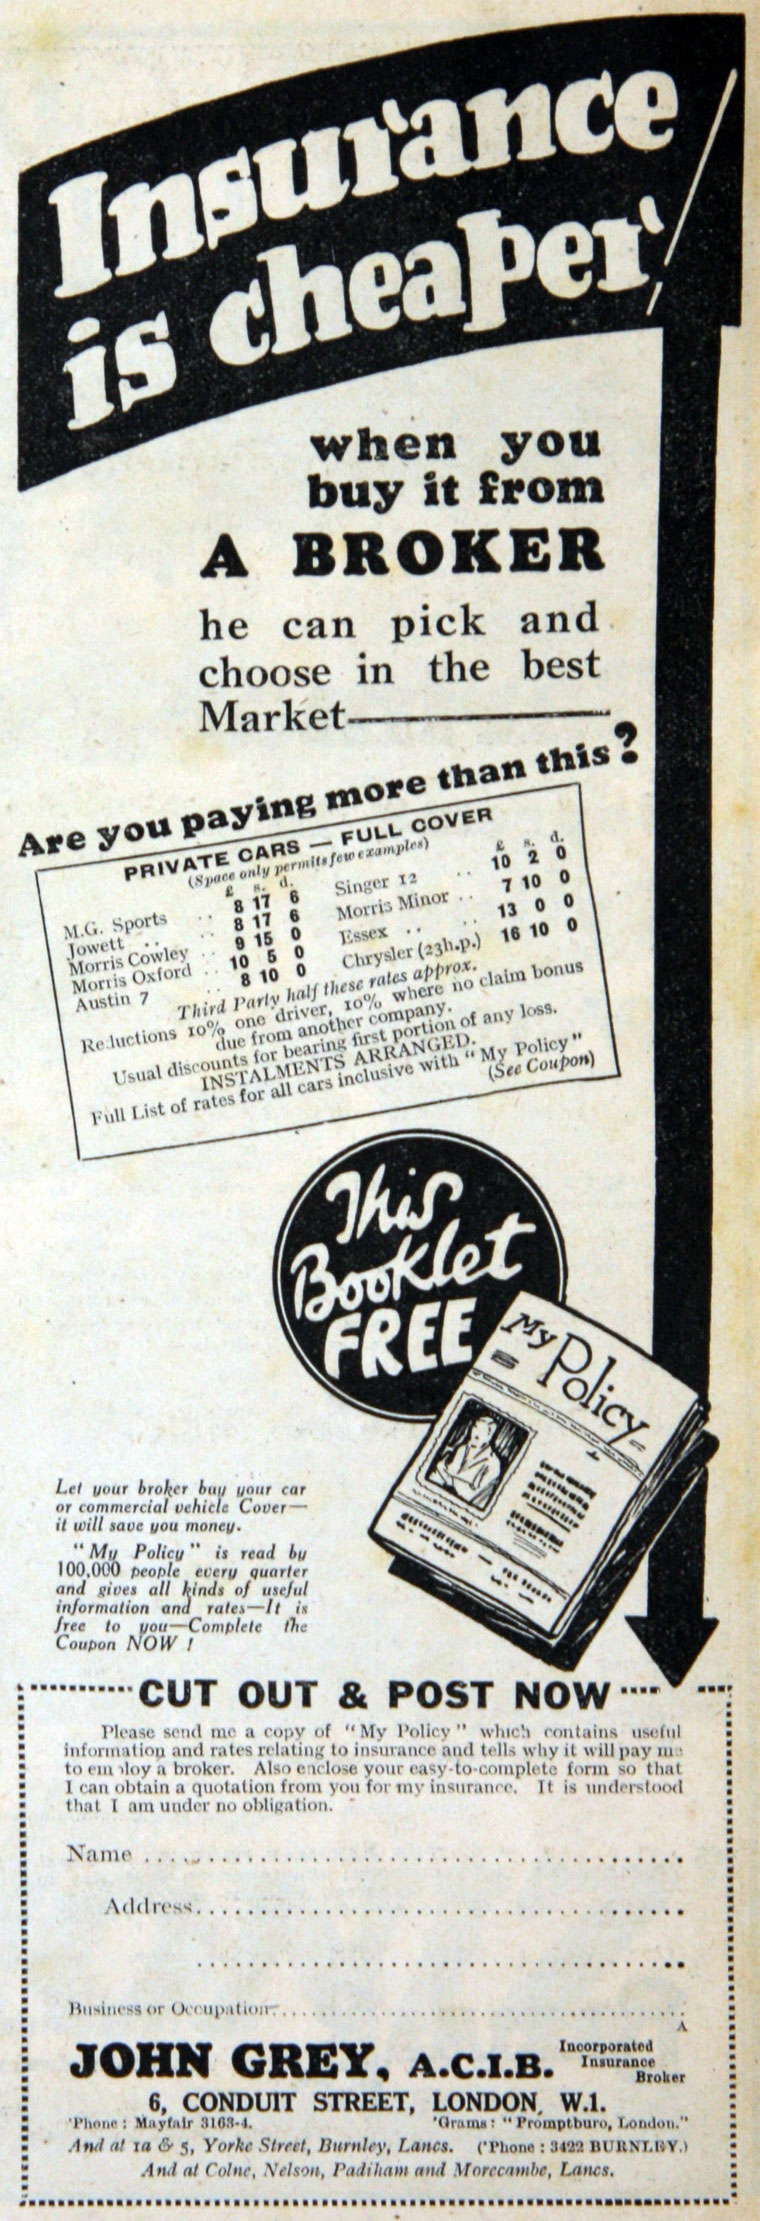 Insurance
is cheaper!
when you
buy it from
A BROKER
he can pick and
choose in the best
Market—
Are you paying more than this?
PRIVATE CARS — FULL COVER
(Space only permits few examples)
£ s. d.
M.G. Sports .. 8 17 6
Jowett .. .. 8 17 6
Morris Cowley .. 9 15 0
Morris Oxford .. 10 5 0
Austin 7 .. 8 10 0
£ s. d.
Singer 12 .. 10 2 0
Morris Minor .. 7 10 0
Essex .. .. 13 0 0
Chrysler (23h.p.) 16 10 0
Third Party half these rates approx.
Reductions 10% one driver, 10% where no claim bonus
due from another company.
Usual discounts for bearing first portion of any loss.
INSTALMENTS ARRANGED.
Full List of rates for all cars inclusive with "My Policy"
(See Coupon)
This
Booklet
FREE
My
Policy
Let your broker buy your car
or commercial vehicle Cover—
it will save you money.
"My Policy" is read by
100,000 people every quarter
and gives all kinds of useful
information and rates—It is
free to you—Complete the
Coupon NOW !
CUT OUT & POST NOW
Please send me a copy of "My Policy" which contains useful
information and rates relating to insurance and tells why it will pay me
to employ a broker. Also enclose your easy-to-complete form so that
I can obtain a quotation from you for my insurance. It is understood
that I am under no obligation.
Name
Address
Business or Occupation
A
JOHN GREY, A.C.I.B. Incorporated
Insurance
Broker
6, CONDUIT STREET, LONDON, W.1.
'Phone : Mayfair 3163-4. 'Grams : "Promptburo, London."
And at 1a & 5, Yorke Street, Burnley, Lancs. ('Phone : 3422 BURNLEY.)
And at Colne, Nelson, Padiham and Morecambe, Lancs.